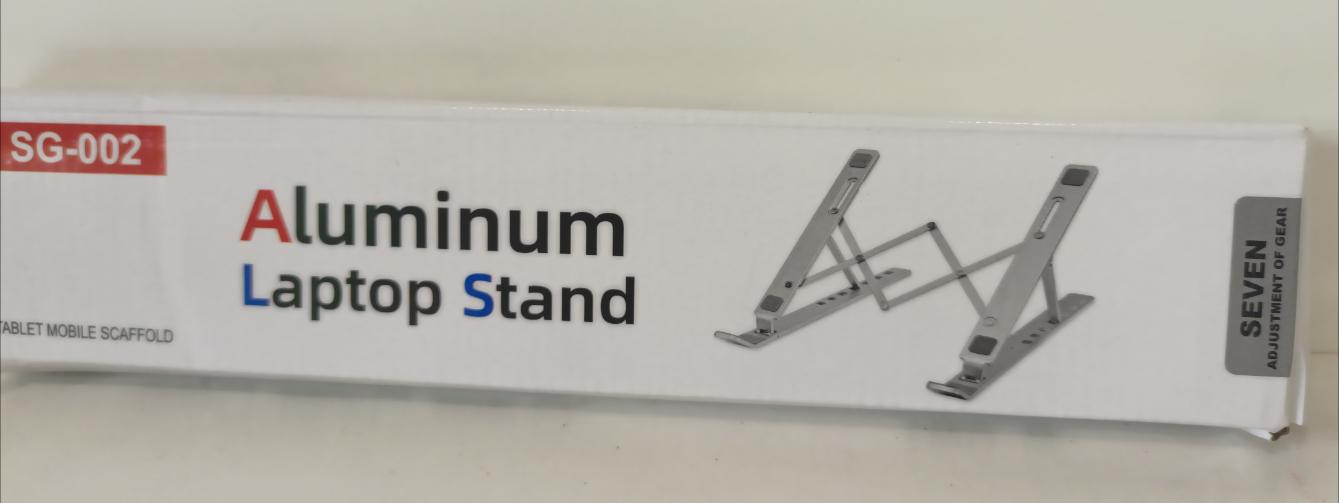 SG-002
Aluminum
Laptop Stand
TABLET MOBILE SCAFFOLD
SEVEN
ADJUSTMENT OF GEAR